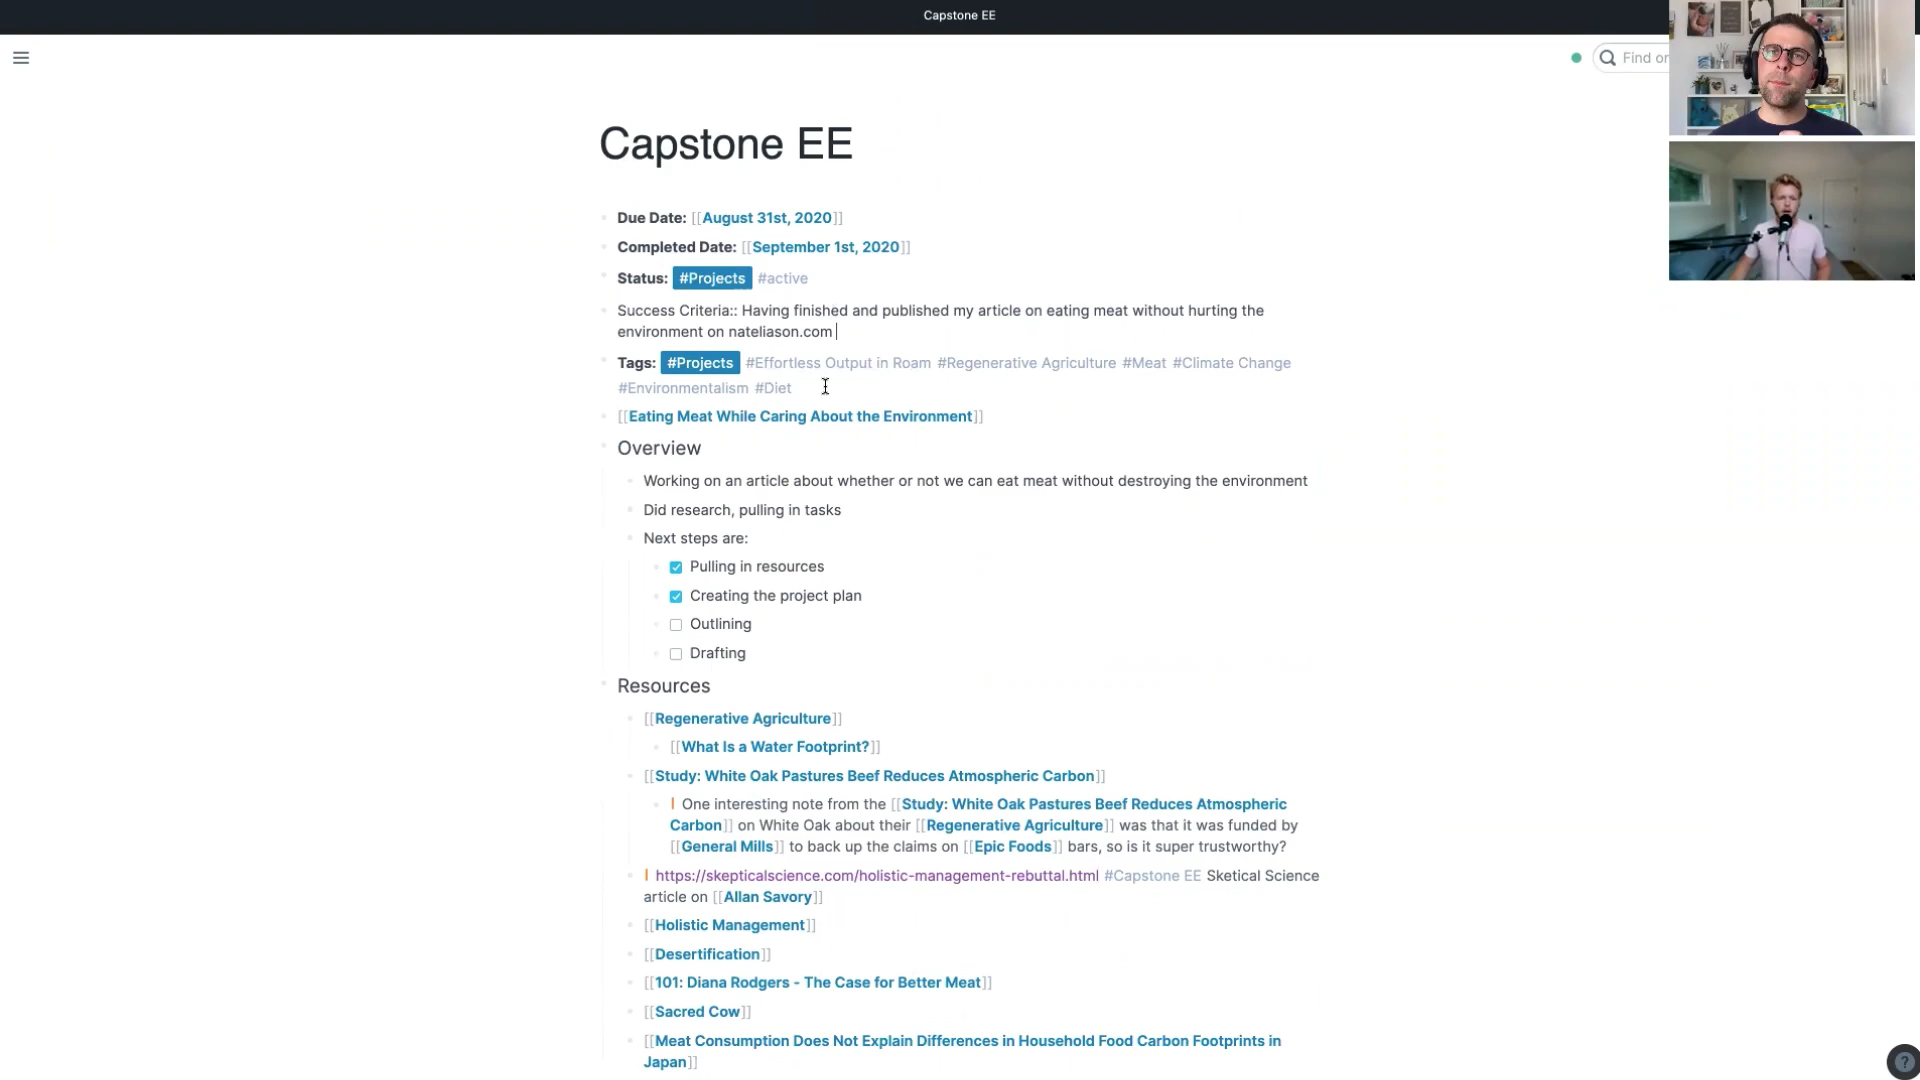 Capstone EE
Find or
Capstone EE
Due Date: [[August 31st, 2020]]
Completed Date: [[September 1st, 2020]]
Status: #Projects #active
Success Criteria:: Having finished and published my article on eating meat without hurting the
environment on nateliason.com
Tags: #Projects #Effortless Output in Roam #Regenerative Agriculture #Meat #Climate Change
#Environmentalism #Diet
[[Eating Meat While Caring About the Environment]]
Overview
Working on an article about whether or not we can eat meat without destroying the environment
Did research, pulling in tasks
Next steps are:
Pulling in resources
Creating the project plan
Outlining
Drafting
Resources
[[Regenerative Agriculture]]
[[What Is a Water Footprint?]]
[[Study: White Oak Pastures Beef Reduces Atmospheric Carbon]]
One interesting note from the [[Study: White Oak Pastures Beef Reduces Atmospheric
Carbon]] on White Oak about their [[Regenerative Agriculture]] was that it was funded by
[[General Mills]] to back up the claims on [[Epic Foods]] bars, so is it super trustworthy?
https://skepticalscience.com/holistic-management-rebuttal.html #Capstone EE Sketical Science
article on [[Allan Savory]]
[[Holistic Management]]
[[Desertification]]
[[101: Diana Rodgers - The Case for Better Meat]]
[[Sacred Cow]]
[[Meat Consumption Does Not Explain Differences in Household Food Carbon Footprints in
Japan]]
?